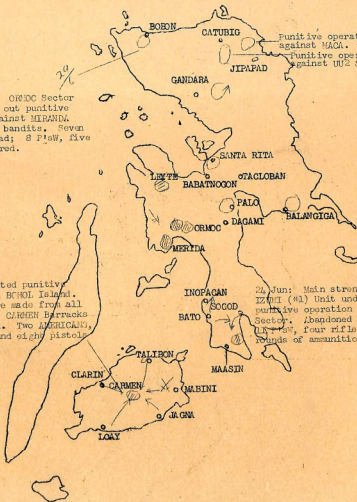 BOBON
CATUBIG
Punitive operat
against MACA.
Punitive oper
against
JIPAPAD
GANDARA
ORMOC Sector
out punitive
ainst MIRANDA
bandits. Seven
ad; 8 P'sW, five
red.
SANTA RITA
LEYTE
BABATNOGON
TACLOBAN
PALO
BALANGIGA
ORMOC
DAGAMI
MERIDA
ted punitive
BOHOL Island.
e made from all
CARMEN Barracks
. Two AMERICANS,
nd eight pistols
INOPACAN
BATO
SOGOD
24 Jun: Main stren
(#1) Unit und
punitive operation
Sector. Abandoned
four rifle
rounds of ammunitio
MAASIN
TALIBON
CLARIN
CARMEN
MABINI
JAGNA
LOAY